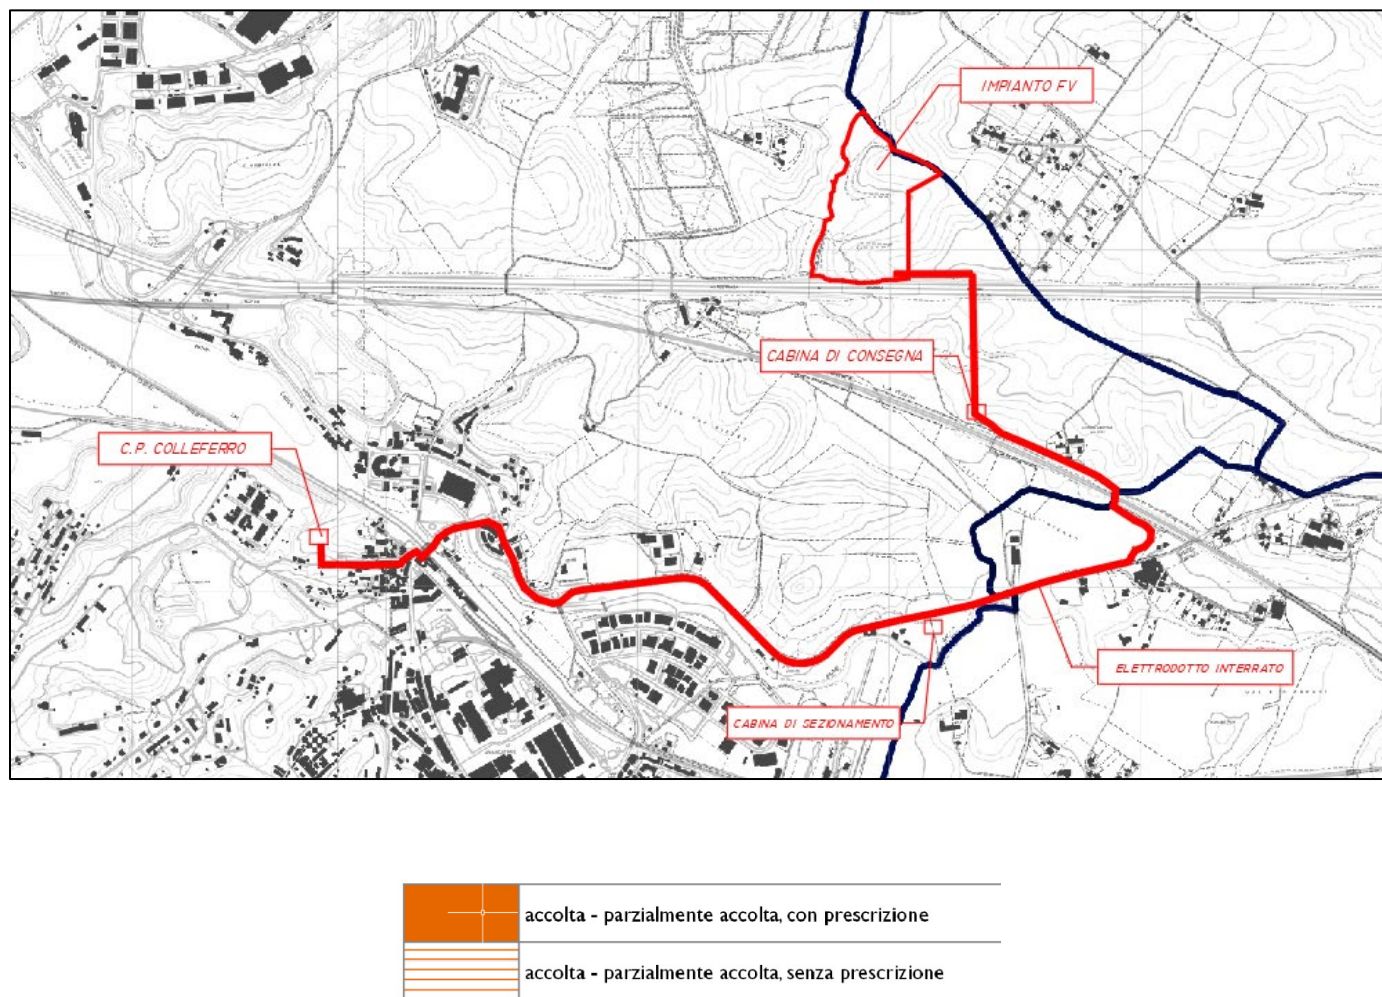 IMPIANTO FV
CABINA DI CONSEGNA
C.P. COLLEFERRO
ELETTRODOTTO INTERRATO
CABINA DI SEZIONAMENTO
accolta - parzialmente accolta, con prescrizione
accolta - parzialmente accolta, senza prescrizione